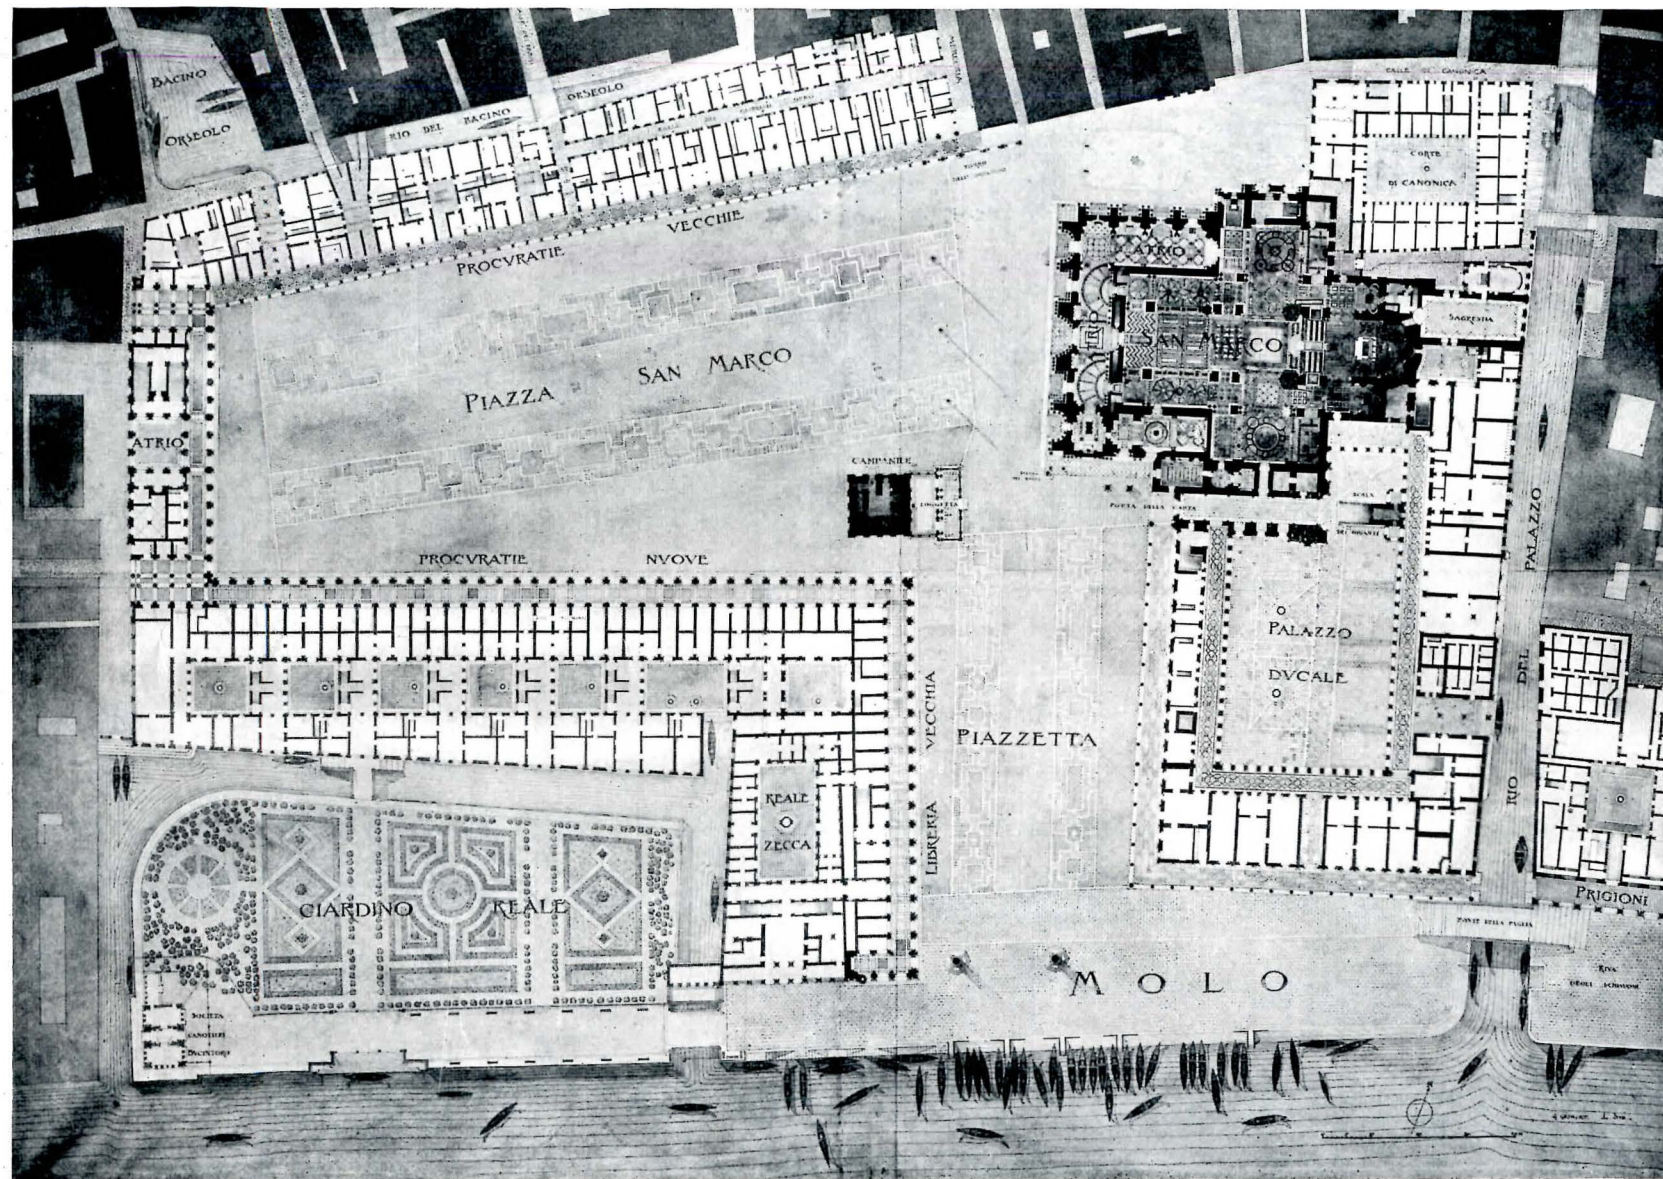 BACINO
ORSEOLO
RIO DEL BACINO ORSEOLO
CALLE DI CANONICA
CORTE
DI CANONICA
PROCVRATIE VECCHIE
ATRIO
SAGRESTIA
SAN MARCO
PIAZZA SAN MARCO
ATRIO
CAMPANILE
LOGGETTA
PORTA DELLA CARTA
SCALA
DEI GIGANTI
PROCVRATIE NVOVE
PALAZZO
DVCALE
RIO DEL PALAZZO
LIBRERIA VECCHIA
PIAZZETTA
REALE
ZECCA
GIARDINO REALE
PRIGIONI
PONTE DELLA PAGLIA
RIVA
DEGLI SCHIAVONI
MOLO
SOCIETA
CANOTTIERI
BVCINTORO
N